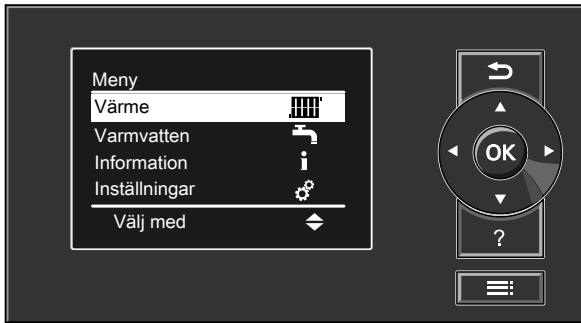 Meny
Värme
Varmvatten
Information
Inställningar
Välj med
OK
?